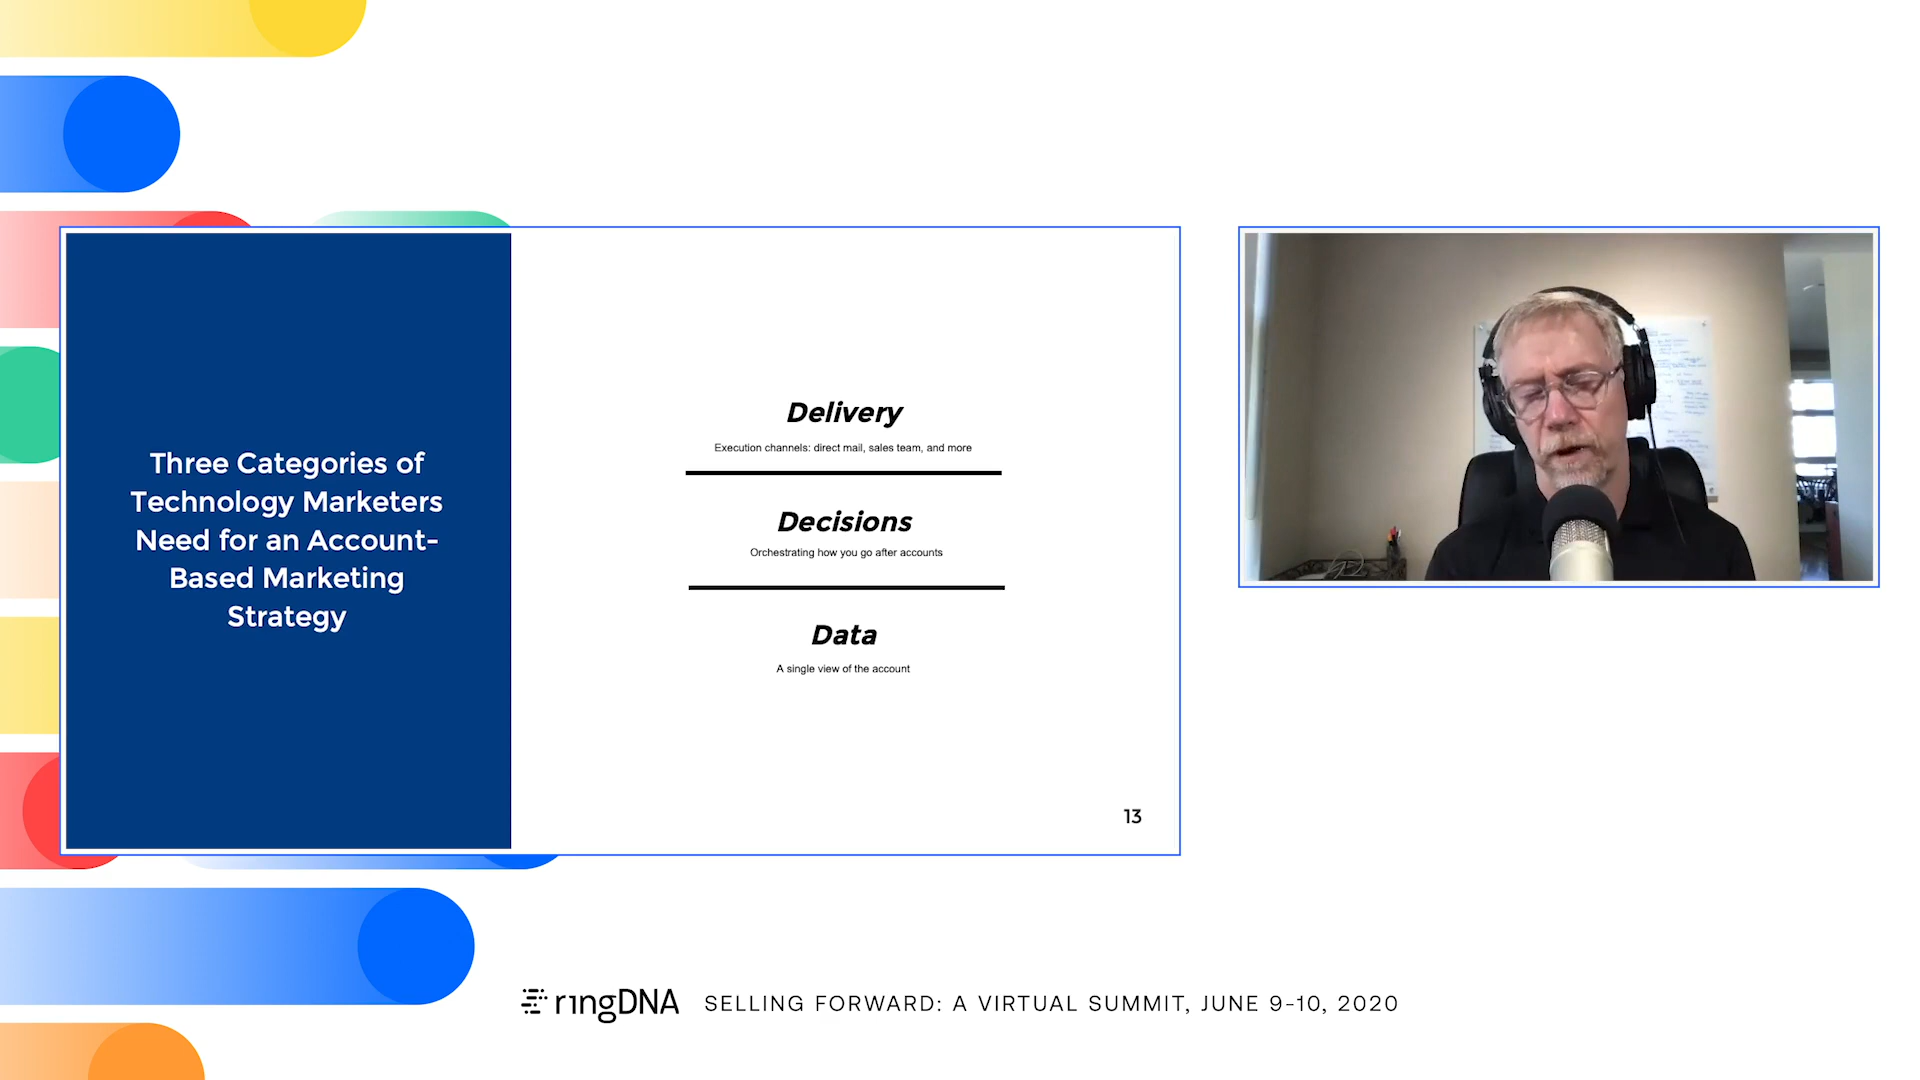 Three Categories of
Technology Marketers
Need for an Account-
Based Marketing
Strategy
Delivery
Execution channels: direct mail, sales team, and more
Decisions
Orchestrating how you go after accounts
Data
A single view of the account
13
ringDNA SELLING FORWARD: A VIRTUAL SUMMIT, JUNE 9-10, 2020